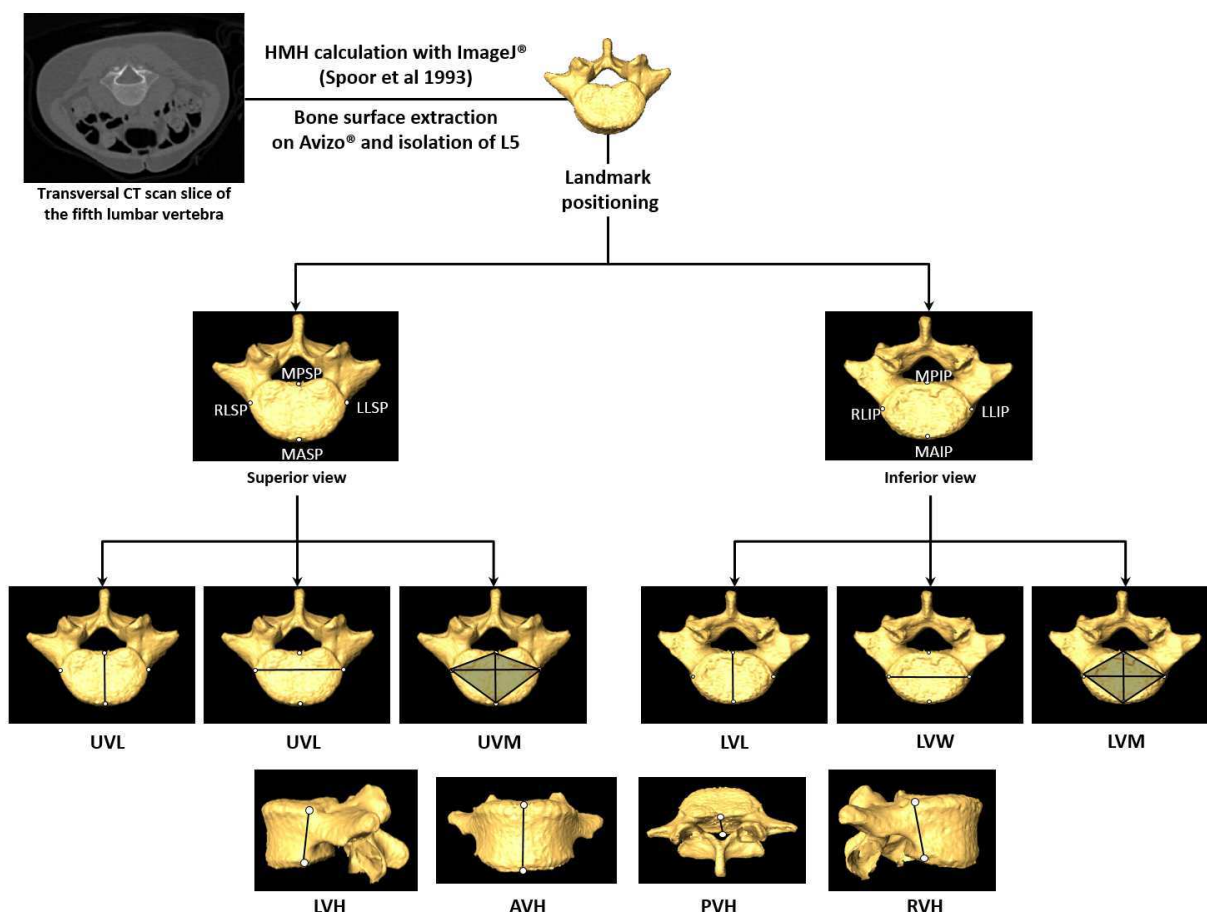 HMH calculation with ImageJ®
(Spoor et al 1993)
Bone surface extraction
on Avizo® and isolation of L5
Transversal CT scan slice of
the fifth lumbar vertebra
Landmark
positioning
MPSP
RLSP
LLSP
MASP
Superior view
MPIP
RLIP
LLIP
MAIP
Inferior view
UVL
UVL
UVM
LVL
LVW
LVM
LVH
AVH
PVH
RVH